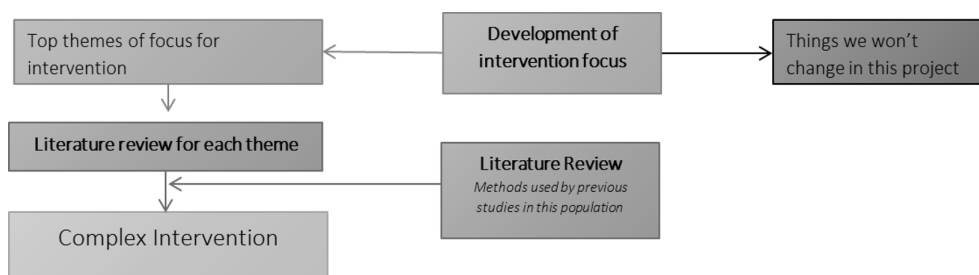 Top themes of focus for
intervention
Development of
intervention focus
Things we won't
change in this project
Literature review for each theme
Literature Review
Methods used by previous
studies in this population
Complex Intervention